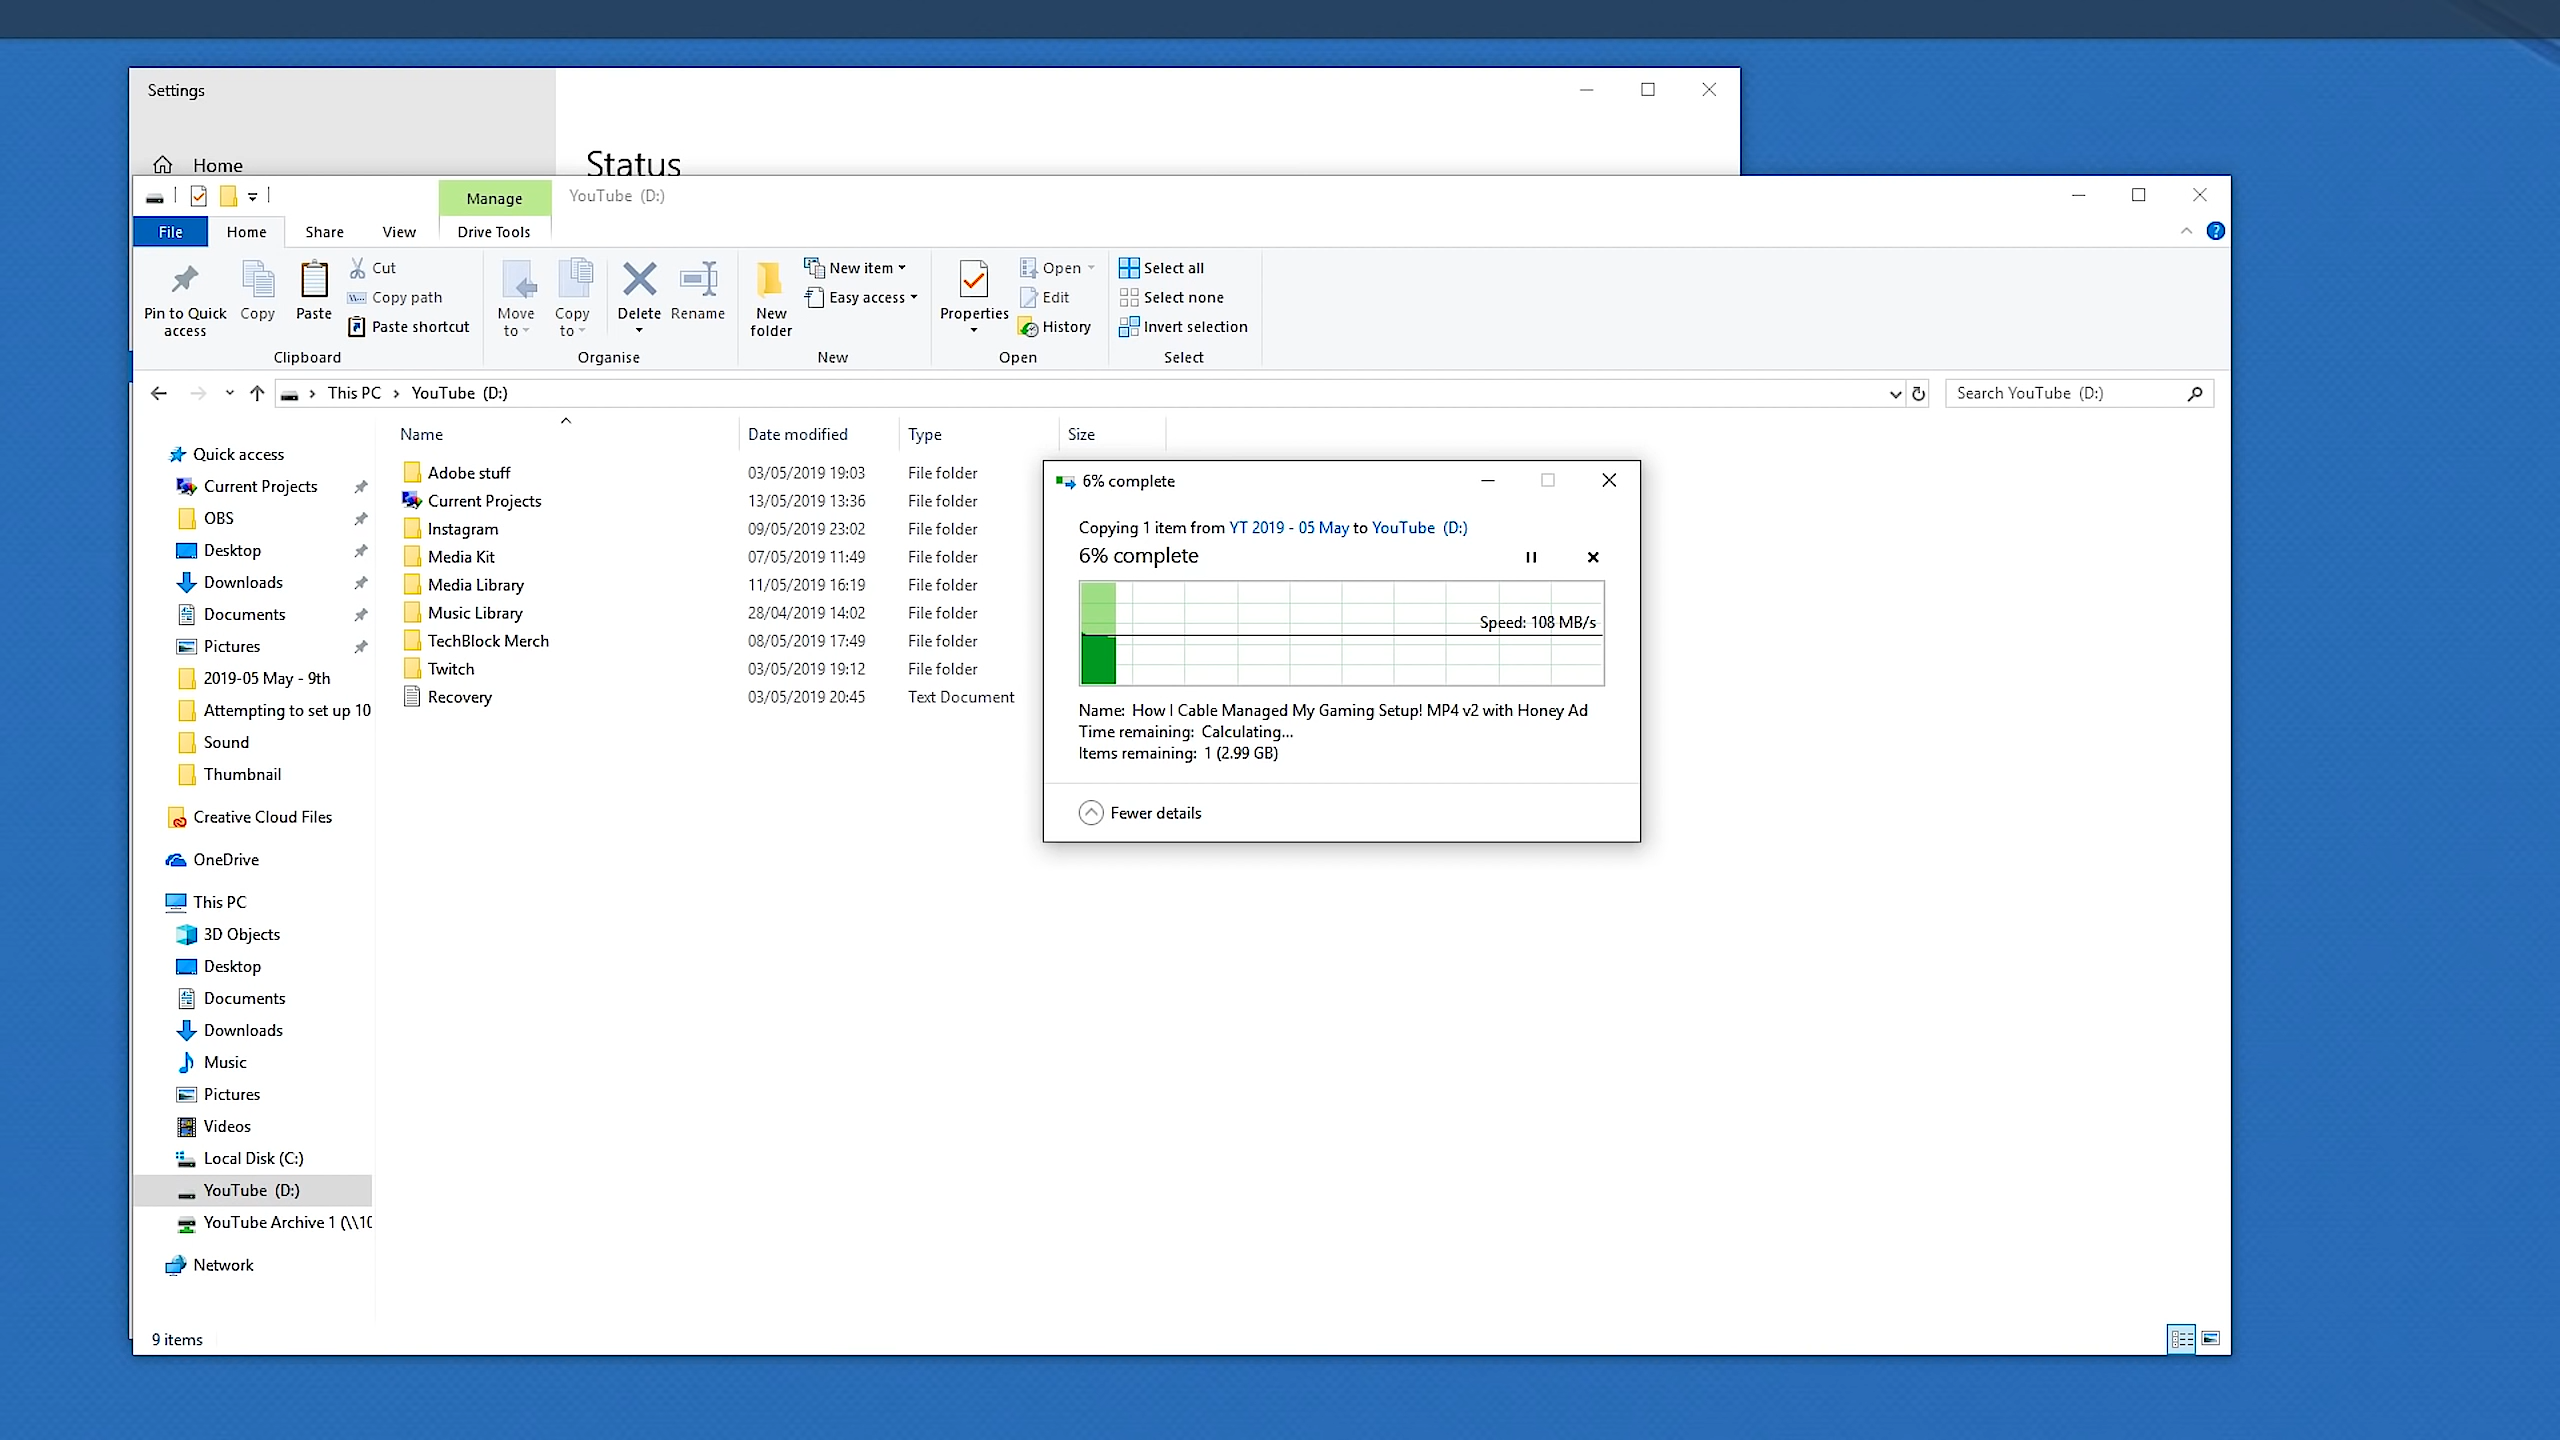 Settings
Home
Status
Manage
YouTube (D:)
File
Home
Share
View
Drive Tools
Pin to Quick access
Copy
Paste
Cut
Copy path
Paste shortcut
Clipboard
Move to
Copy to
Delete
Rename
Organise
New folder
New item
Easy access
New
Properties
Open
Edit
History
Open
Select all
Select none
Invert selection
Select
This PC > YouTube (D:)
Search YouTube (D:)
Name Date modified Type Size
Quick access
Current Projects
OBS
Desktop
Downloads
Documents
Pictures
2019-05 May - 9th
Attempting to set up 10
Sound
Thumbnail
Creative Cloud Files
OneDrive
This PC
3D Objects
Desktop
Documents
Downloads
Music
Pictures
Videos
Local Disk (C:)
YouTube (D:)
YouTube Archive 1 (\\10
Network
Adobe stuff 03/05/2019 19:03 File folder
Current Projects 13/05/2019 13:36 File folder
Instagram 09/05/2019 23:02 File folder
Media Kit 07/05/2019 11:49 File folder
Media Library 11/05/2019 16:19 File folder
Music Library 28/04/2019 14:02 File folder
TechBlock Merch 08/05/2019 17:49 File folder
Twitch 03/05/2019 19:12 File folder
Recovery 03/05/2019 20:45 Text Document
6% complete
Copying 1 item from YT 2019 - 05 May to YouTube (D:)
6% complete
Speed: 108 MB/s
Name: How I Cable Managed My Gaming Setup! MP4 v2 with Honey Ad
Time remaining: Calculating...
Items remaining: 1 (2.99 GB)
Fewer details
9 items